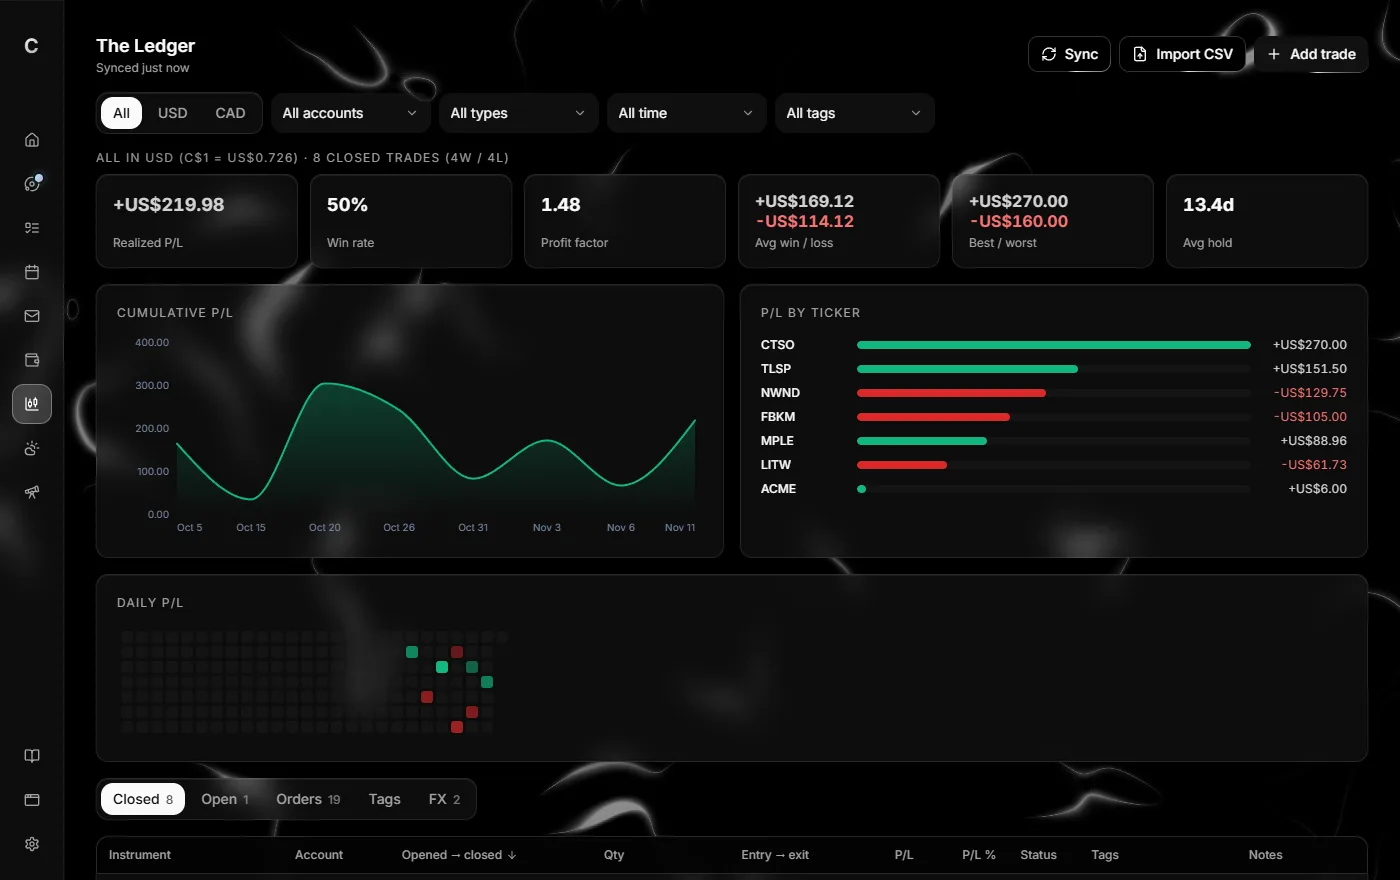 C
The Ledger
Synced just now
Sync
Import CSV
Add trade
All
USD
CAD
All accounts
All types
All time
All tags
ALL IN USD (C$1 = US$0.726) · 8 CLOSED TRADES (4W / 4L)
+US$219.98
Realized P/L
50%
Win rate
1.48
Profit factor
+US$169.12
-US$114.12
Avg win / loss
+US$270.00
-US$160.00
Best / worst
13.4d
Avg hold
CUMULATIVE P/L
400.00
300.00
200.00
100.00
0.00
Oct 5
Oct 15
Oct 20
Oct 26
Oct 31
Nov 3
Nov 6
Nov 11
P/L BY TICKER
CTSO +US$270.00
TLSP +US$151.50
NWND -US$129.75
FBKM -US$105.00
MPLE +US$88.96
LITW -US$61.73
ACME +US$6.00
DAILY P/L
Closed 8
Open 1
Orders 19
Tags
FX 2
Instrument
Account
Opened → closed ↓
Qty
Entry → exit
P/L
P/L %
Status
Tags
Notes